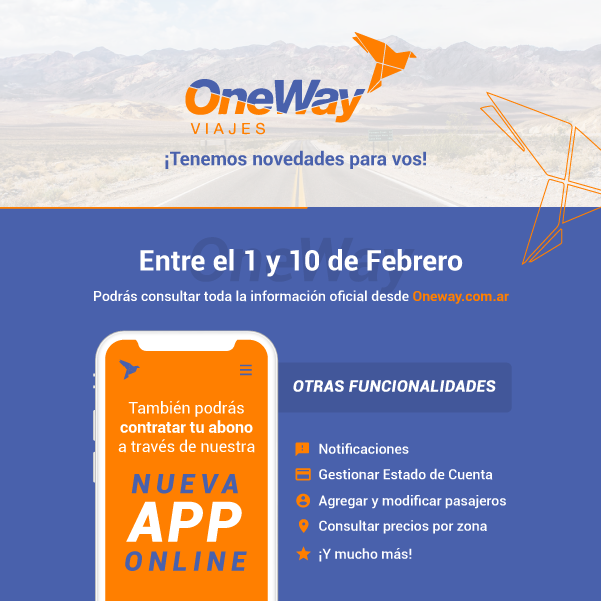 OneWay
VIAJES
¡Tenemos novedades para vos!
OneWay
Entre el 1 y 10 de Febrero
Podrás consultar toda la información oficial desde Oneway.com.ar
También podrás
contratar tu abono
a través de nuestra
NUEVA
APP
ONLINE
OTRAS FUNCIONALIDADES
Notificaciones
Gestionar Estado de Cuenta
Agregar y modificar pasajeros
Consultar precios por zona
¡Y mucho más!